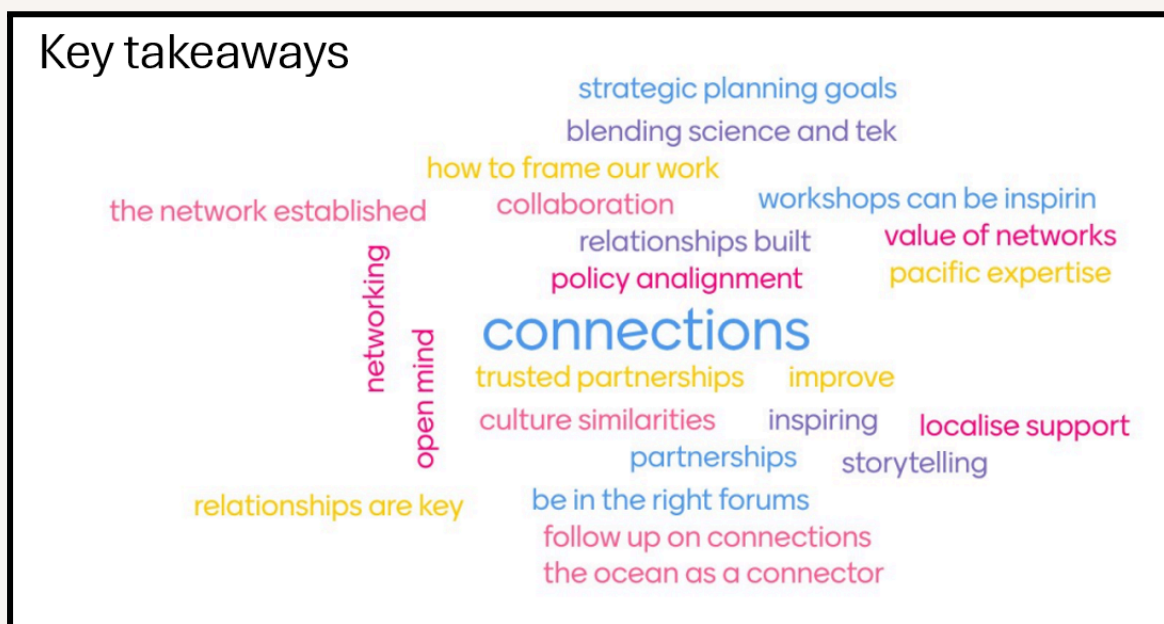 Key takeaways
strategic planning goals
blending science and tek
how to frame our work
the network established
collaboration
workshops can be inspirin
relationships built
value of networks
policy analignment
pacific expertise
networking
open mind
connections
trusted partnerships
improve
culture similarities
inspiring
localise support
partnerships
storytelling
relationships are key
be in the right forums
follow up on connections
the ocean as a connector